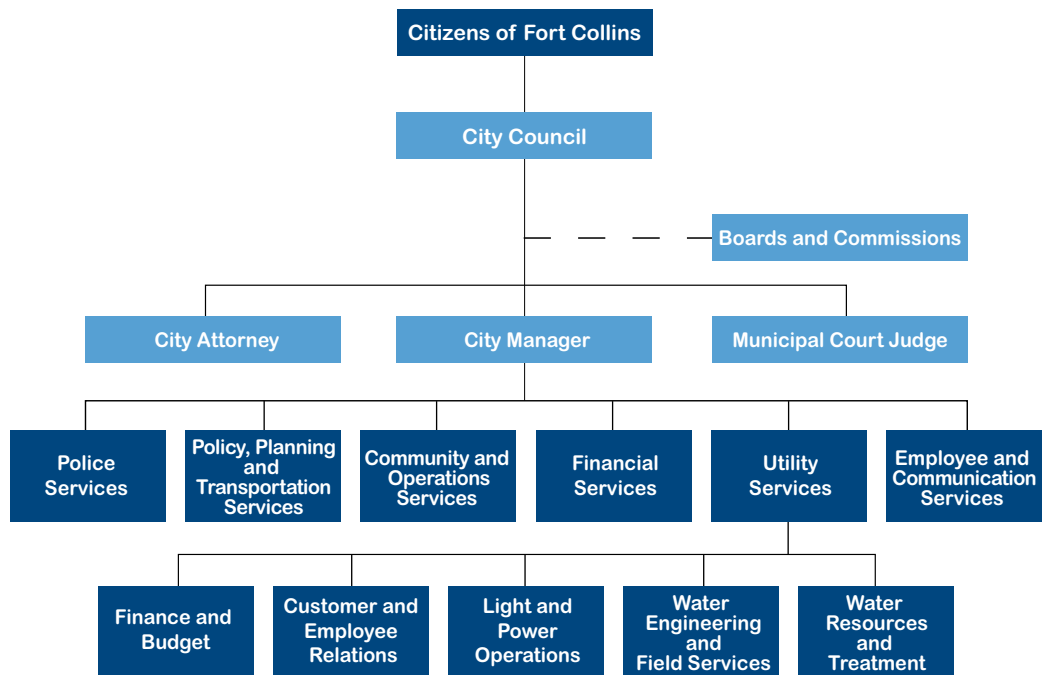 Citizens of Fort Collins
City Council
Boards and Commissions
City Attorney
City Manager
Municipal Court Judge
Police
Services
Policy, Planning
and
Transportation
Services
Community and
Operations
Services
Financial
Services
Utility
Services
Employee and
Communication
Services
Finance and
Budget
Customer and
Employee
Relations
Light and
Power
Operations
Water
Engineering
and
Field Services
Water
Resources
and
Treatment